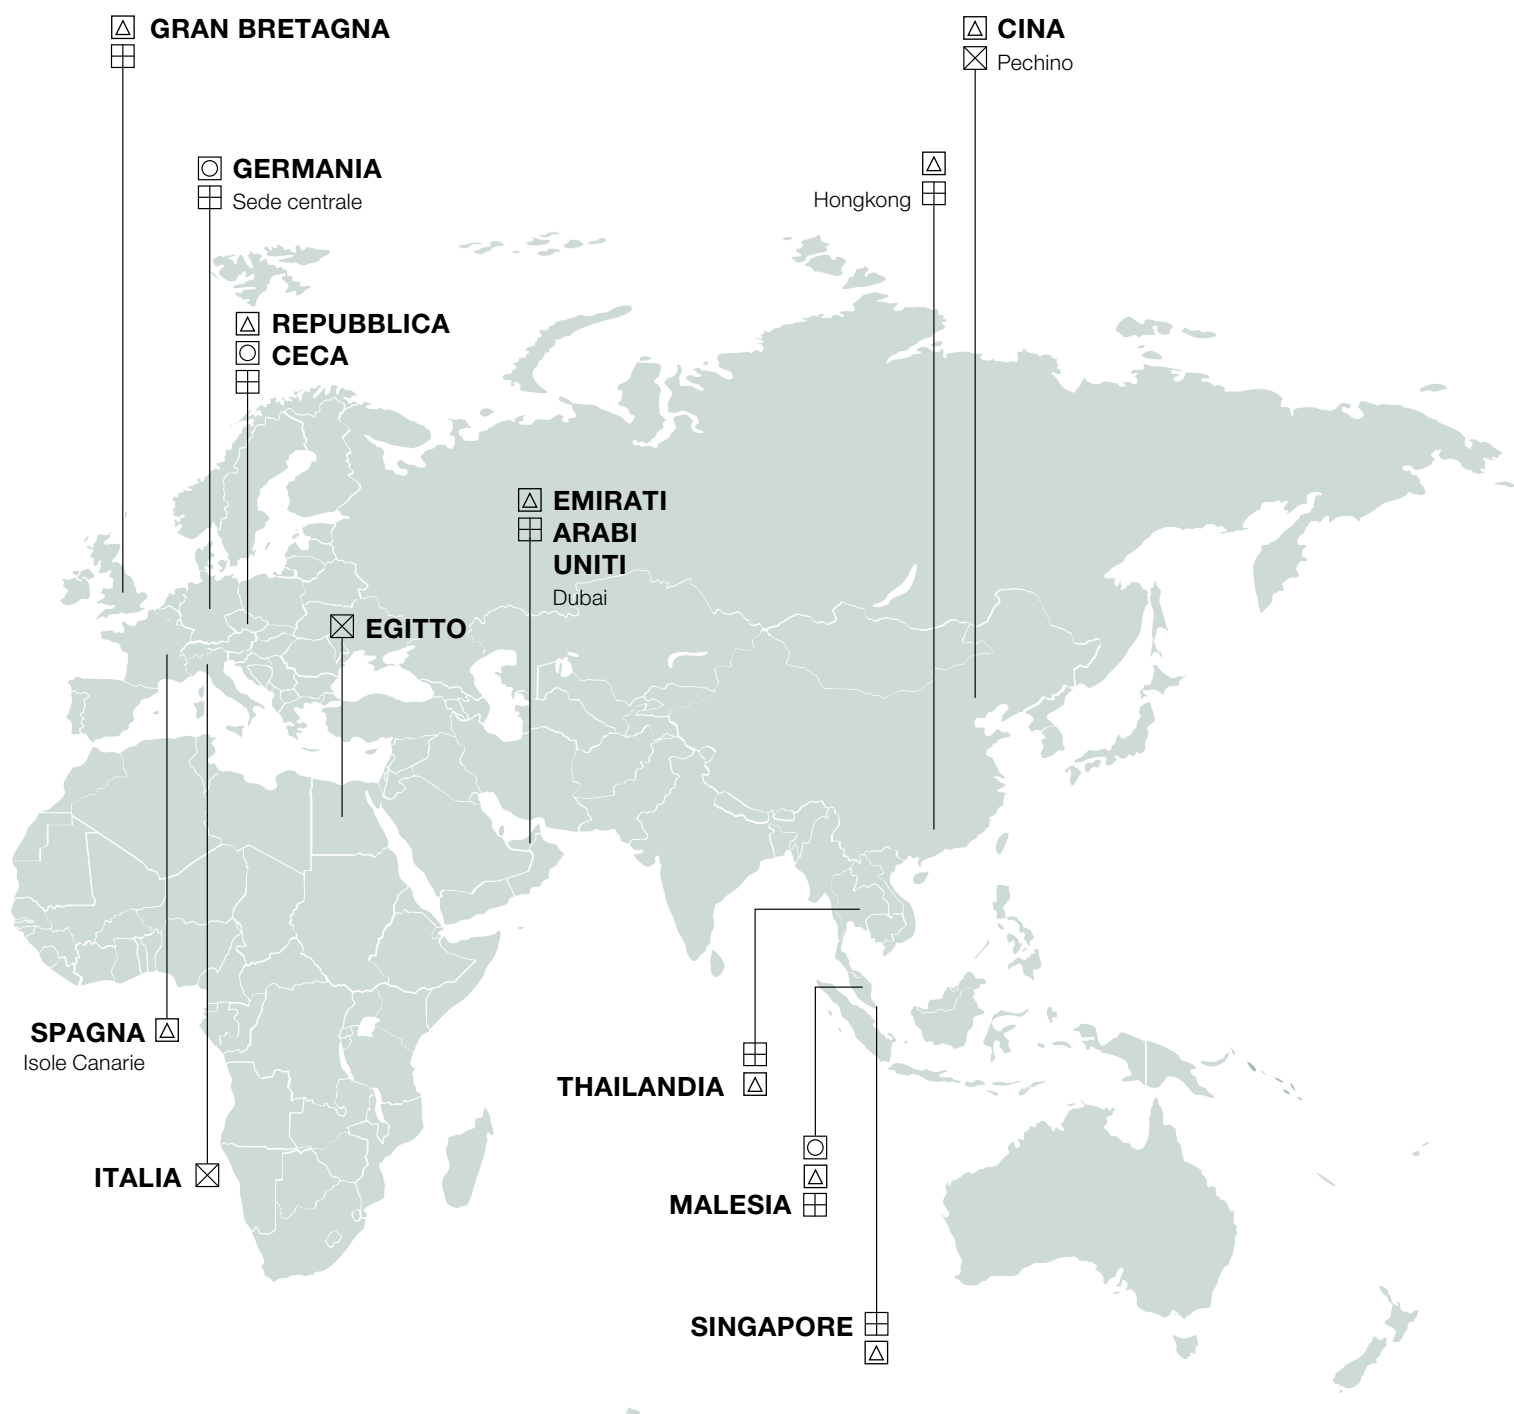 GRAN BRETAGNA
CINA
Pechino
GERMANIA
Sede centrale
Hongkong
REPUBBLICA
CECA
EMIRATI
ARABI
UNITI
Dubai
EGITTO
SPAGNA
Isole Canarie
THAILANDIA
ITALIA
MALESIA
SINGAPORE